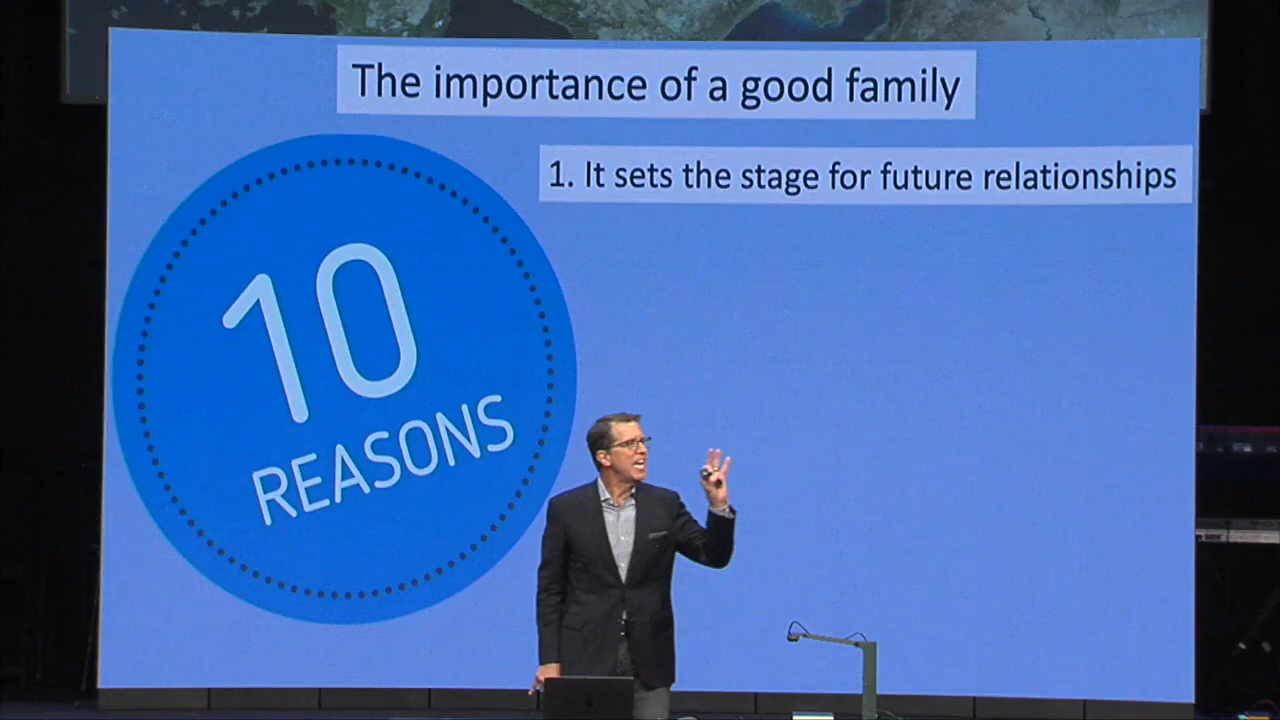 The importance of a good family
1. It sets the stage for future relationships
10
REASONS